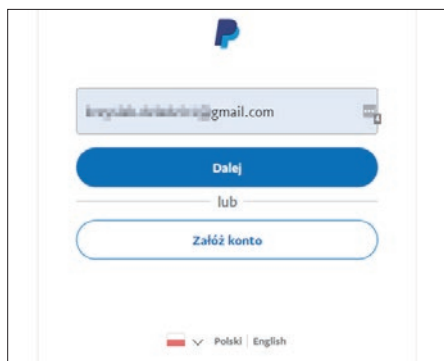 @gmail.com
Dalej
lub
Załóż konto
Polski | English